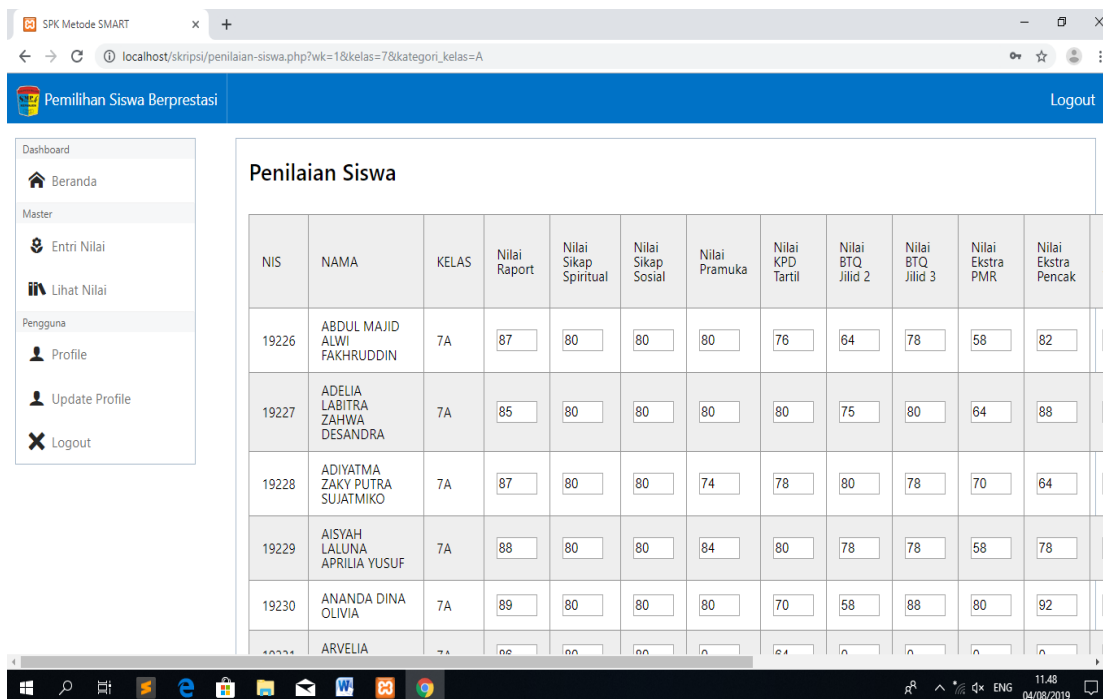 SPK Metode SMART
localhost/skripsi/penilaian-siswa.php?wk=1&kelas=7&kategori_kelas=A
Pemilihan Siswa Berprestasi
Logout
Dashboard
Beranda
Master
Entri Nilai
Lihat Nilai
Pengguna
Profile
Update Profile
Logout
Penilaian Siswa
NIS NAMA KELAS Nilai Raport Nilai Sikap Spiritual Nilai Sikap Sosial Nilai Pramuka Nilai KPD Tartil Nilai BTQ Jilid 2 Nilai BTQ Jilid 3 Nilai Ekstra PMR Nilai Ekstra Pencak
19226 ABDUL MAJID ALWI FAKHRUDDIN 7A 87 80 80 80 76 64 78 58 82
19227 ADELIA LABITRA ZAHWA DESANDRA 7A 85 80 80 80 80 75 80 64 88
19228 ADIYATMA ZAKY PUTRA SUJATMIKO 7A 87 80 80 74 78 80 78 70 64
19229 AISYAH LALUNA APRILIA YUSUF 7A 88 80 80 84 80 78 78 58 78
19230 ANANDA DINA OLIVIA 7A 89 80 80 80 70 58 88 80 92
ARVELIA
ENG
11.48
04/08/2019